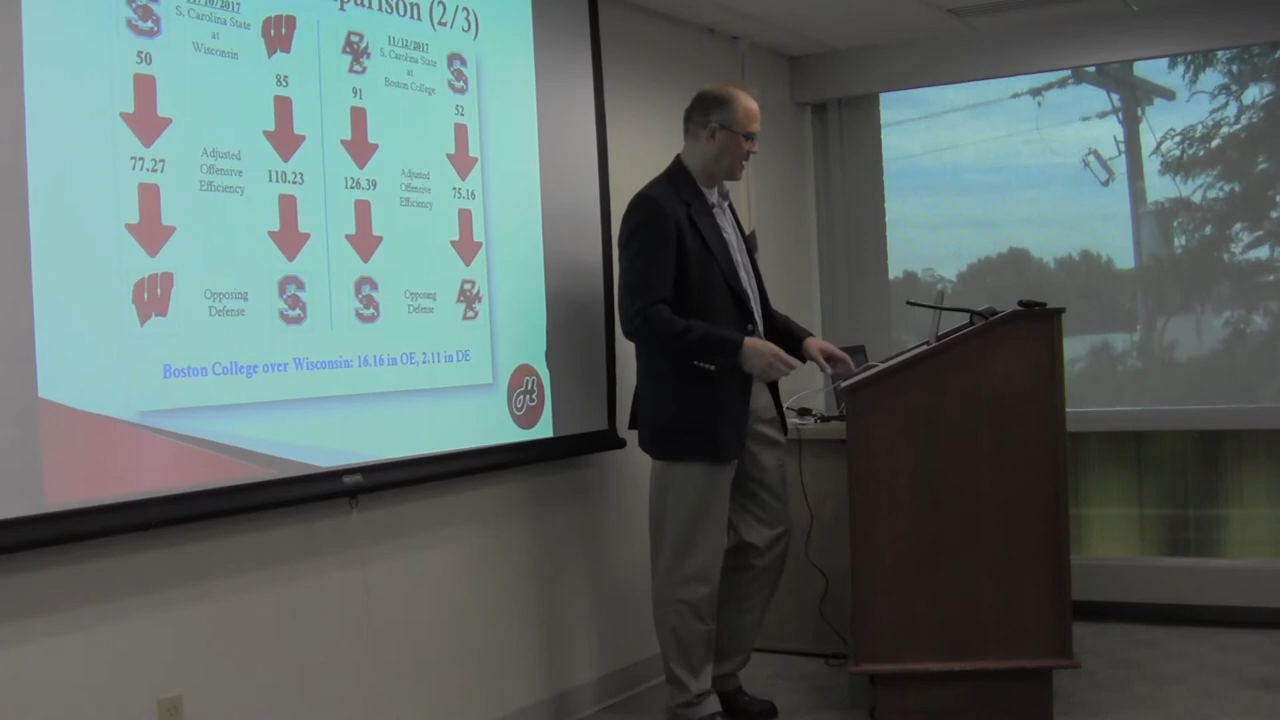 parison (2/3)
/10/2017
S. Carolina State
at
Wisconsin
11/12/2017
S. Carolina State
at
Boston College
50
85
91
52
77.27
Adjusted
Offensive
Efficiency
110.23
126.39
Adjusted
Offensive
Efficiency
75.16
Opposing
Defense
Opposing
Defense
Boston College over Wisconsin: 16.16 in OE, 2.11 in DE